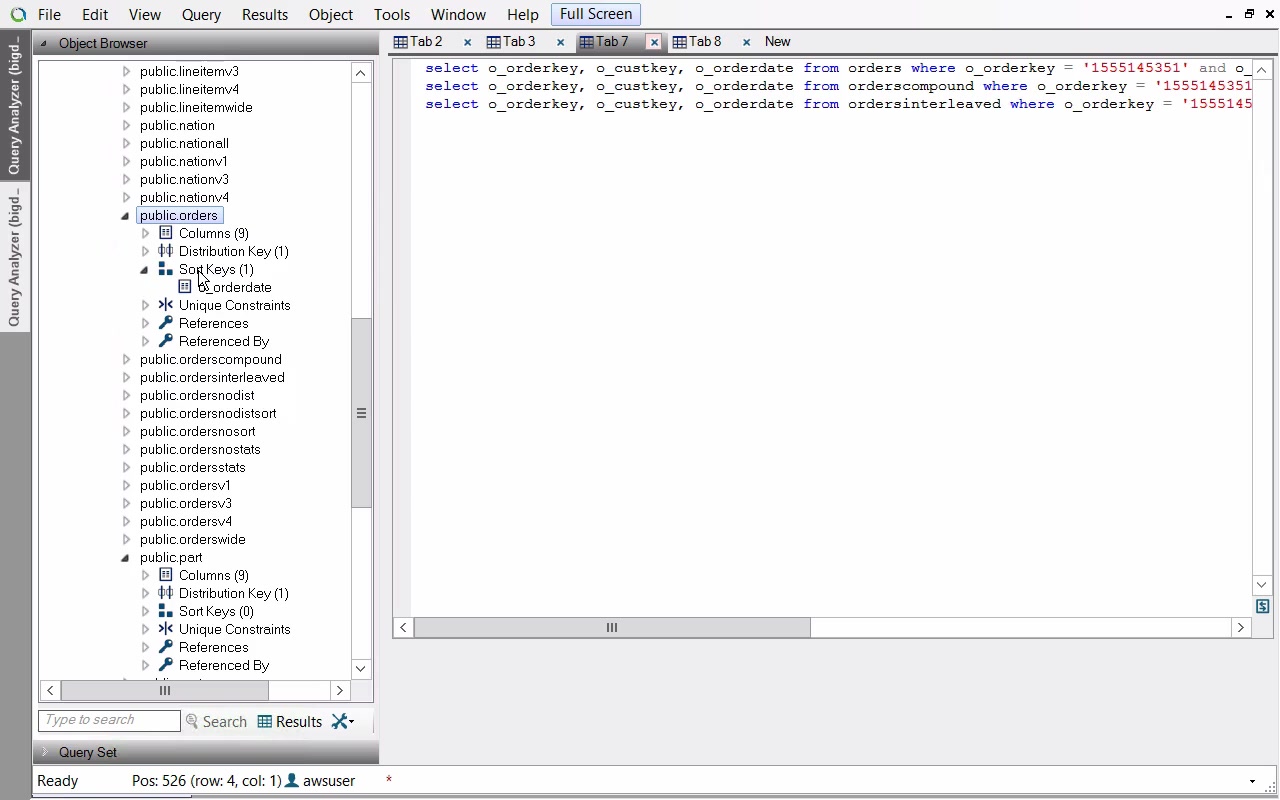 File Edit View Query Results Object Tools Window Help Full Screen
Query Analyzer (bigd...
Query Analyzer (bigd...
Object Browser
public.lineitemv3
public.lineitemv4
public.lineitemwide
public.nation
public.nationall
public.nationv1
public.nationv3
public.nationv4
public.orders
Columns (9)
Distribution Key (1)
Sort Keys (1)
o_orderdate
Unique Constraints
References
Referenced By
public.orderscompound
public.ordersinterleaved
public.ordersnodist
public.ordersnodistsort
public.ordersnosort
public.ordersnostats
public.ordersstats
public.ordersv1
public.ordersv3
public.ordersv4
public.orderswide
public.part
Columns (9)
Distribution Key (1)
Sort Keys (0)
Unique Constraints
References
Referenced By
Type to search Search Results
Query Set
Tab 2 Tab 3 Tab 7 Tab 8 New
select o_orderkey, o_custkey, o_orderdate from orders where o_orderkey = '1555145351' and o_
select o_orderkey, o_custkey, o_orderdate from orderscompound where o_orderkey = '1555145351
select o_orderkey, o_custkey, o_orderdate from ordersinterleaved where o_orderkey = '1555145
Ready Pos: 526 (row: 4, col: 1) awsuser *